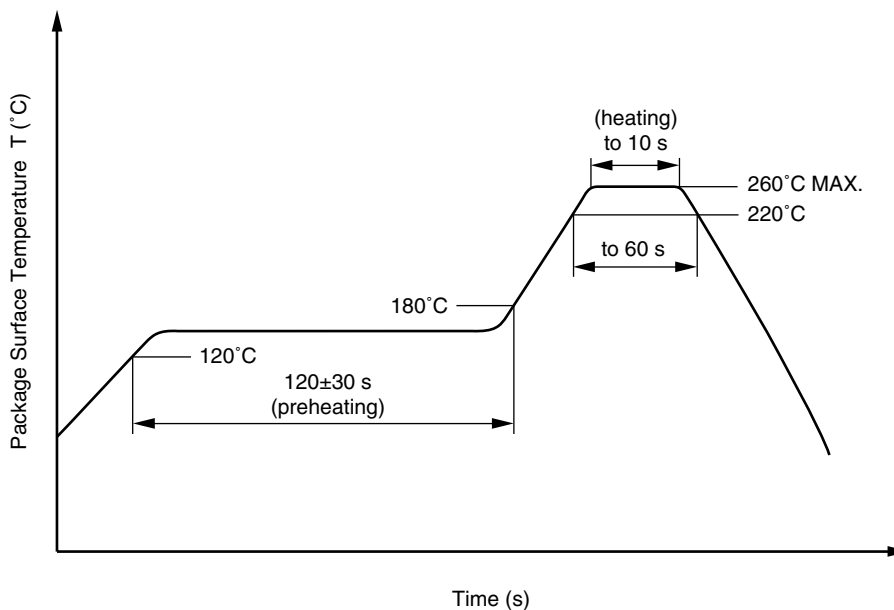 Package Surface Temperature T (˚C)
(heating)
to 10 s
260˚C MAX.
220˚C
to 60 s
180˚C
120˚C
120±30 s
(preheating)
Time (s)